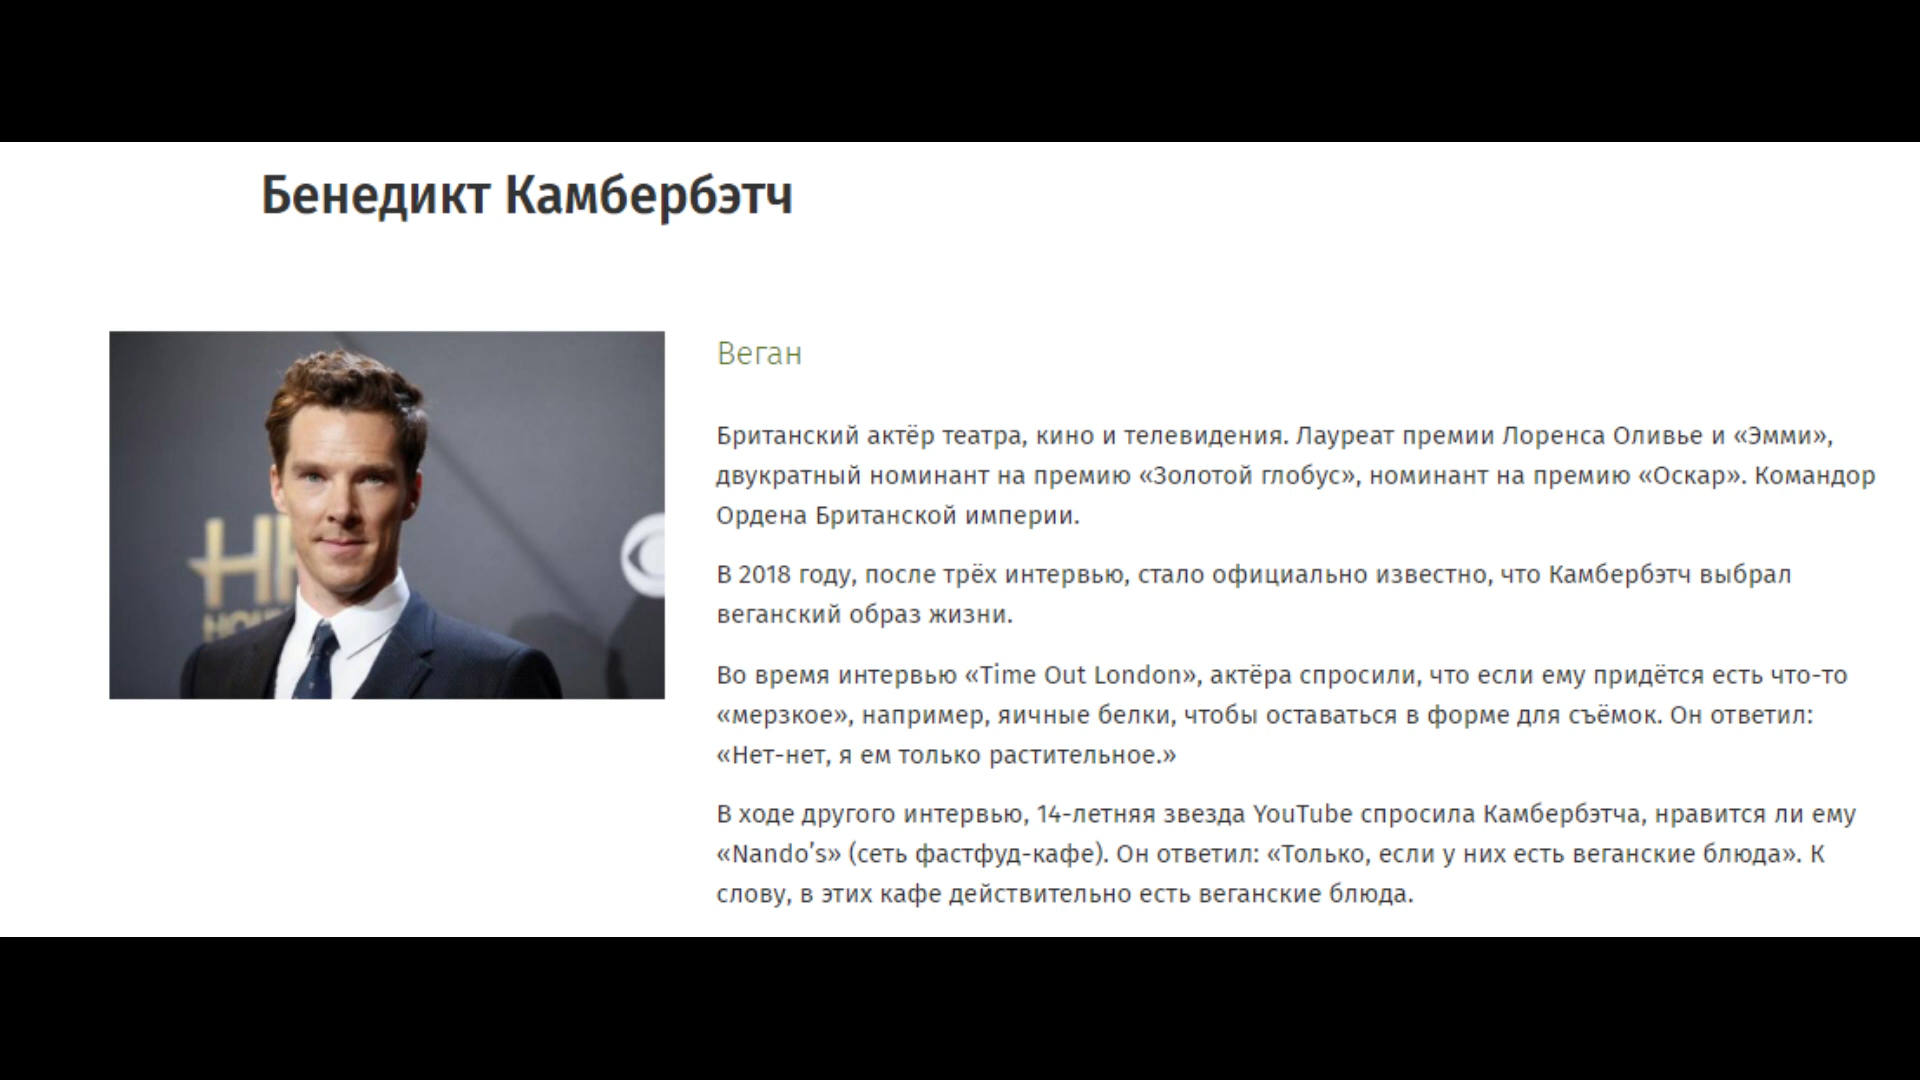 Бенедикт Камбербэтч
Веган
Британский актёр театра, кино и телевидения. Лауреат премии Лоренса Оливье и «Эмми»,
двукратный номинант на премию «Золотой глобус», номинант на премию «Оскар». Командор
Ордена Британской империи.
В 2018 году, после трёх интервью, стало официально известно, что Камбербэтч выбрал
веганский образ жизни.
Во время интервью «Time Out London», актёра спросили, что если ему придётся есть что-то
«мерзкое», например, яичные белки, чтобы оставаться в форме для съёмок. Он ответил:
«Нет-нет, я ем только растительное.»
В ходе другого интервью, 14-летняя звезда YouTube спросила Камбербэтча, нравится ли ему
«Nando’s» (сеть фастфуд-кафе). Он ответил: «Только, если у них есть веганские блюда». К
слову, в этих кафе действительно есть веганские блюда.